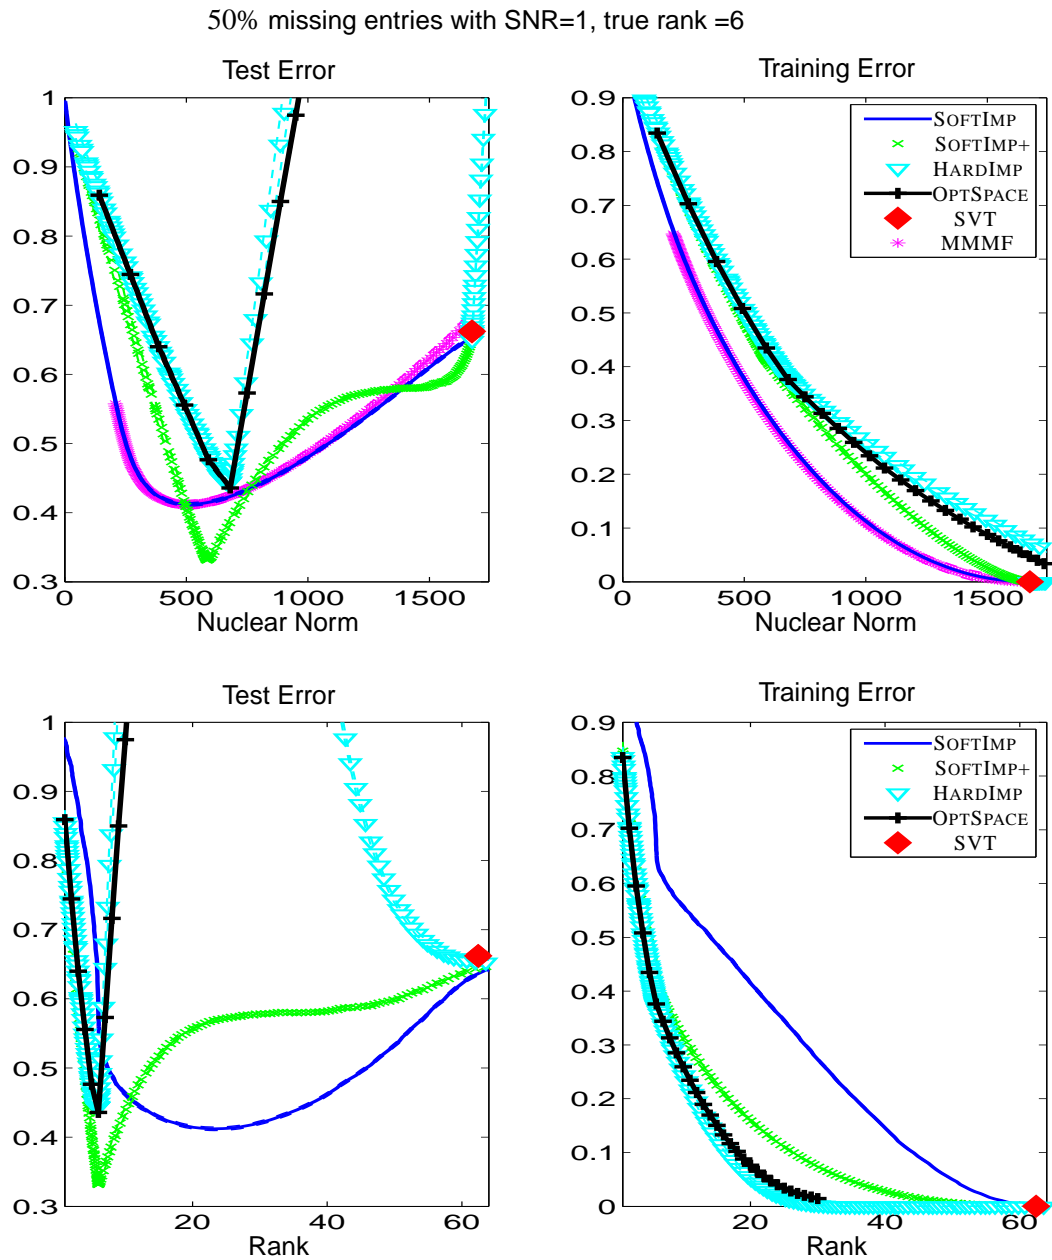 50% missing entries with SNR=1, true rank =6
Test Error
1
0.9
0.8
0.7
0.6
0.5
0.4
0.3
0
500
1000
1500
Nuclear Norm
Training Error
0.9
0.8
0.7
0.6
0.5
0.4
0.3
0.2
0.1
0
0
500
1000
1500
Nuclear Norm
SOFTIMP
SOFTIMP+
HARDIMP
OPTSPACE
SVT
MMMF
Test Error
1
0.9
0.8
0.7
0.6
0.5
0.4
0.3
20
40
60
Rank
Training Error
0.9
0.8
0.7
0.6
0.5
0.4
0.3
0.2
0.1
0
20
40
60
Rank
SOFTIMP
SOFTIMP+
HARDIMP
OPTSPACE
SVT